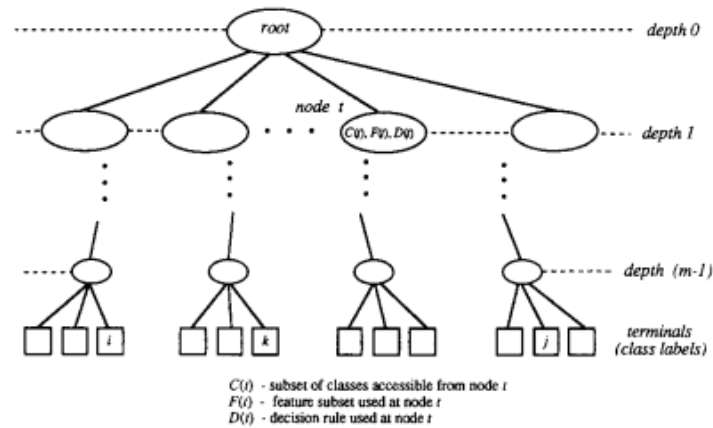 root
depth 0
node t
C(t), F(t), D(t)
depth 1
depth (m-1)
i
k
j
terminals
(class labels)
C(t) - subset of classes accessible from node t
F(t) - feature subset used at node t
D(t) - decision rule used at node t